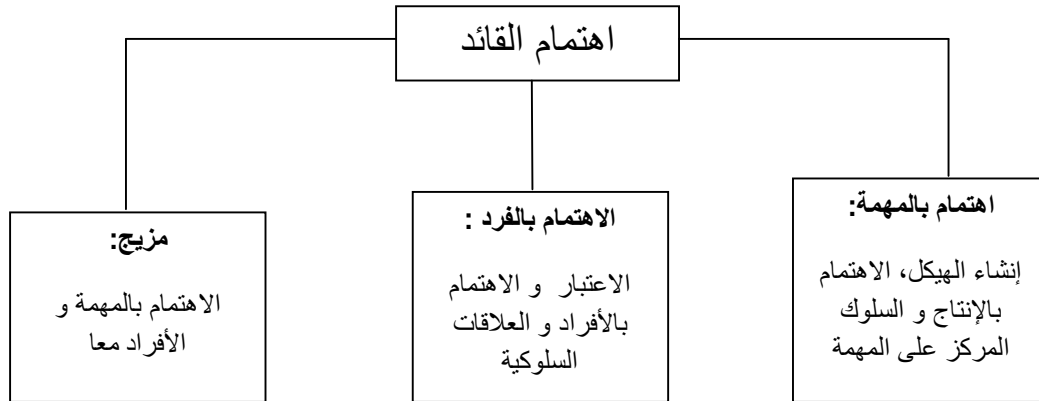 اهتمام القائد
اهتمام بالمهمة:
إنشاء الهيكل، الاهتمام
بالإنتاج و السلوك
المركز على المهمة
الاهتمام بالفرد :
الاعتبار و الاهتمام
بالأفراد و العلاقات
السلوكية
مزيج:
الاهتمام بالمهمة و
الأفراد معا